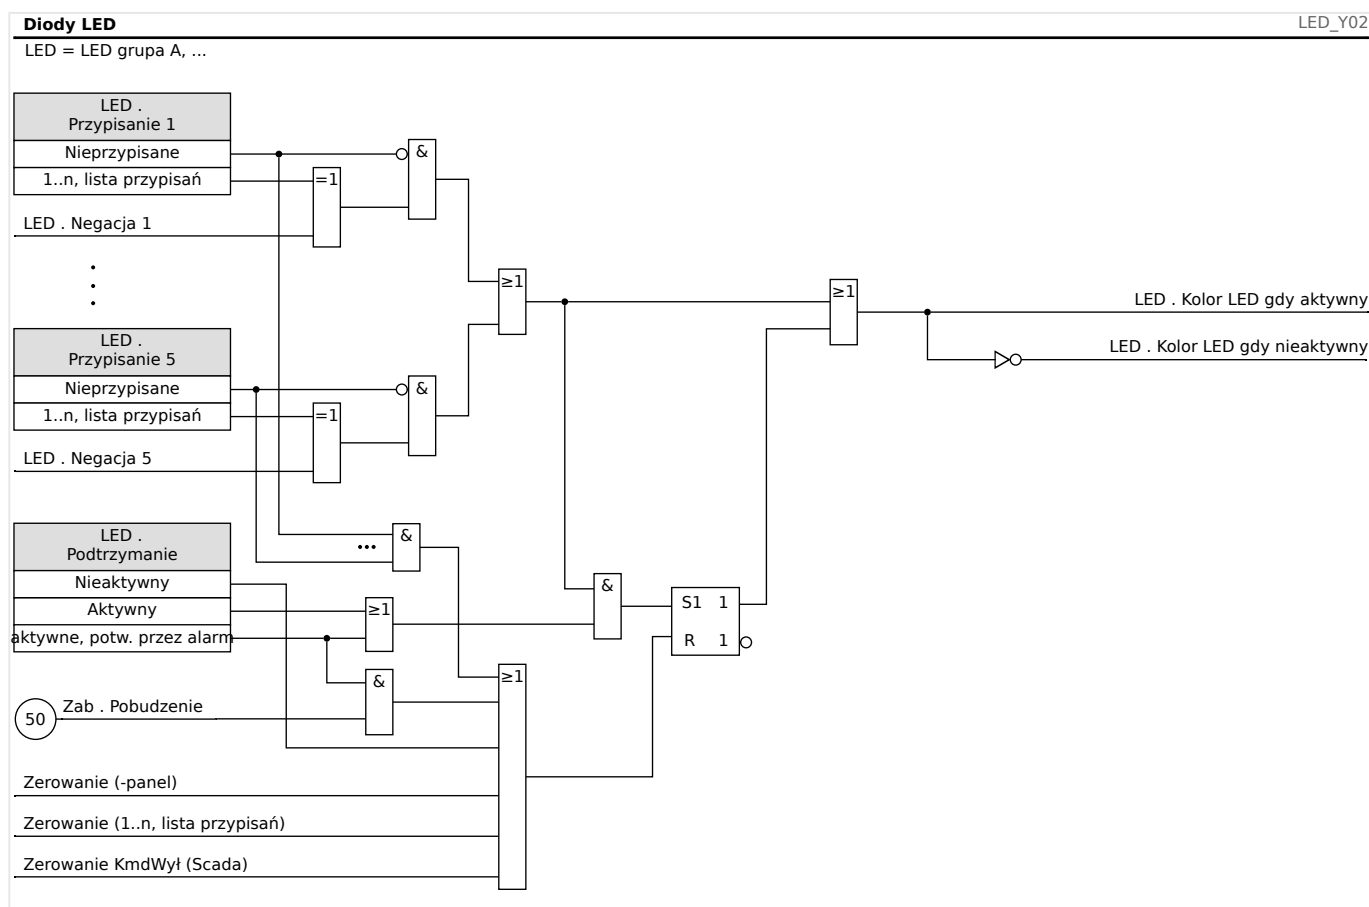 Diody LED
LED_Y02
LED = LED grupa A, ...
LED .
Przypisanie 1
Nieprzypisane
1..n, lista przypisań
LED . Negacja 1
&
=1
≥1
≥1
LED . Kolor LED gdy aktywny
LED . Kolor LED gdy nieaktywny
LED .
Przypisanie 5
Nieprzypisane
1..n, lista przypisań
LED . Negacja 5
&
=1
LED .
Podtrzymanie
Nieaktywny
Aktywny
aktywne, potw. przez alarm
&
...
≥1
&
S1 1
R 1
&
≥1
50
Zab . Pobudzenie
Zerowanie (-panel)
Zerowanie (1..n, lista przypisań)
Zerowanie KmdWył (Scada)